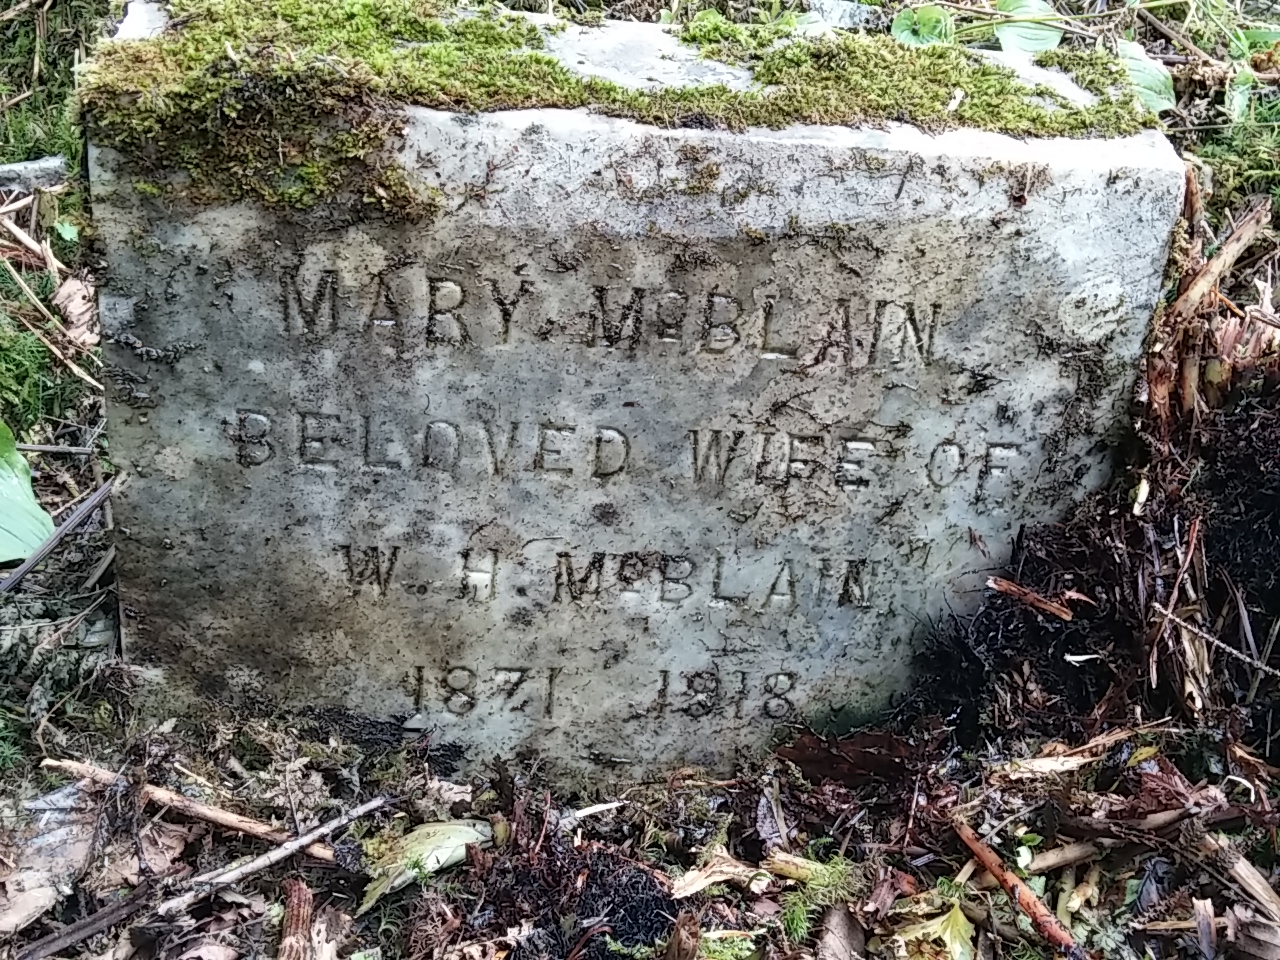 MARY. McBLAIN
BELOVED WIFE OF
W. H. McBLAIN
1871 1918